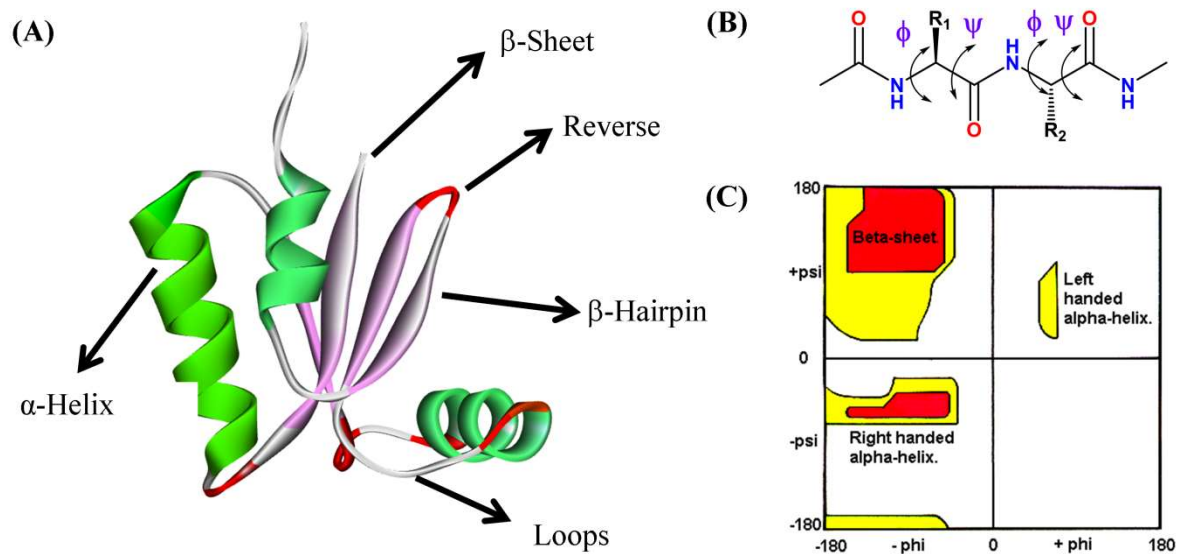 (A)
β-Sheet
Reverse
β-Hairpin
α-Helix
Loops
(B)
O
R1
ϕ
ψ
N
H
O
H
N
ϕ
ψ
R2
O
N
H
(C)
180
Beta-sheet
+psi
Left
handed
alpha-helix.
0
-psi
Right handed
alpha-helix.
-180
-180
- phi
0
+ phi
180